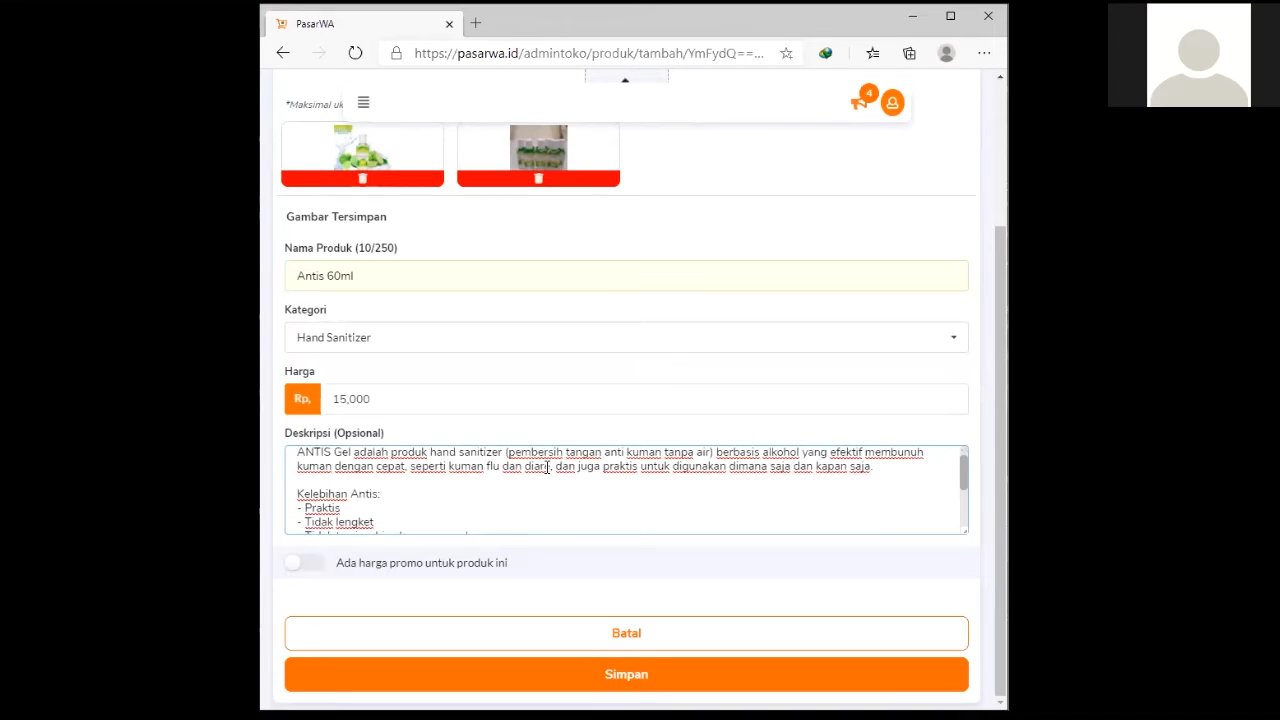 PasarWA
https://pasarwa.id/admintoko/produk/tambah/YmFydQ==...
4
*Maksimal uk
Gambar Tersimpan
Nama Produk (10/250)
Antis 60ml
Kategori
Hand Sanitizer
Harga
Rp, 15,000
Deskripsi (Opsional)
ANTIS Gel adalah produk hand sanitizer (pembersih tangan anti kuman tanpa air) berbasis alkohol yang efektif membunuh
kuman dengan cepat, seperti kuman flu dan diare, dan juga praktis untuk digunakan dimana saja dan kapan saja.
Kelebihan Antis:
- Praktis
- Tidak lengket
Ada harga promo untuk produk ini
Batal
Simpan